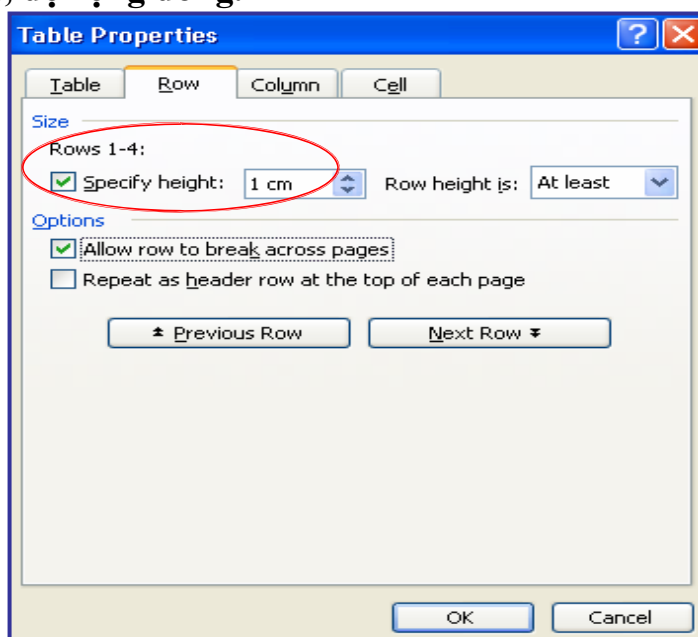 Table Properties
Table Row Column Cell
Size
Rows 1-4:
Specify height: 1 cm Row height is: At least
Options
Allow row to break across pages
Repeat as header row at the top of each page
Previous Row Next Row
OK Cancel